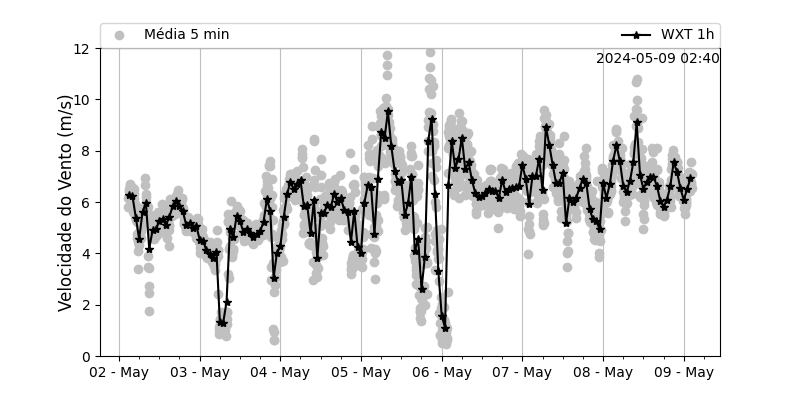 Média 5 min
WXT 1h
2024-05-09 02:40
Velocidade do Vento (m/s)
12
10
8
6
4
2
0
02 - May
03 - May
04 - May
05 - May
06 - May
07 - May
08 - May
09 - May